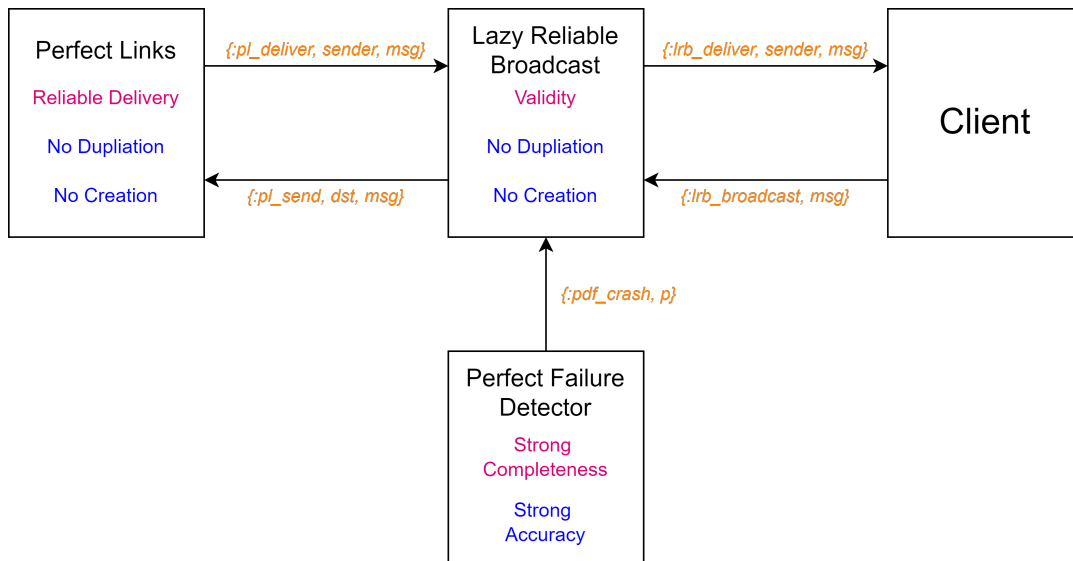 Perfect Links
Reliable Delivery
No Dupliation
No Creation
{:pl_deliver, sender, msg}
{:pl_send, dst, msg}
Lazy Reliable
Broadcast
Validity
No Dupliation
No Creation
{:lrb_deliver, sender, msg}
{:lrb_broadcast, msg}
Client
{:pdf_crash, p}
Perfect Failure
Detector
Strong
Completeness
Strong
Accuracy